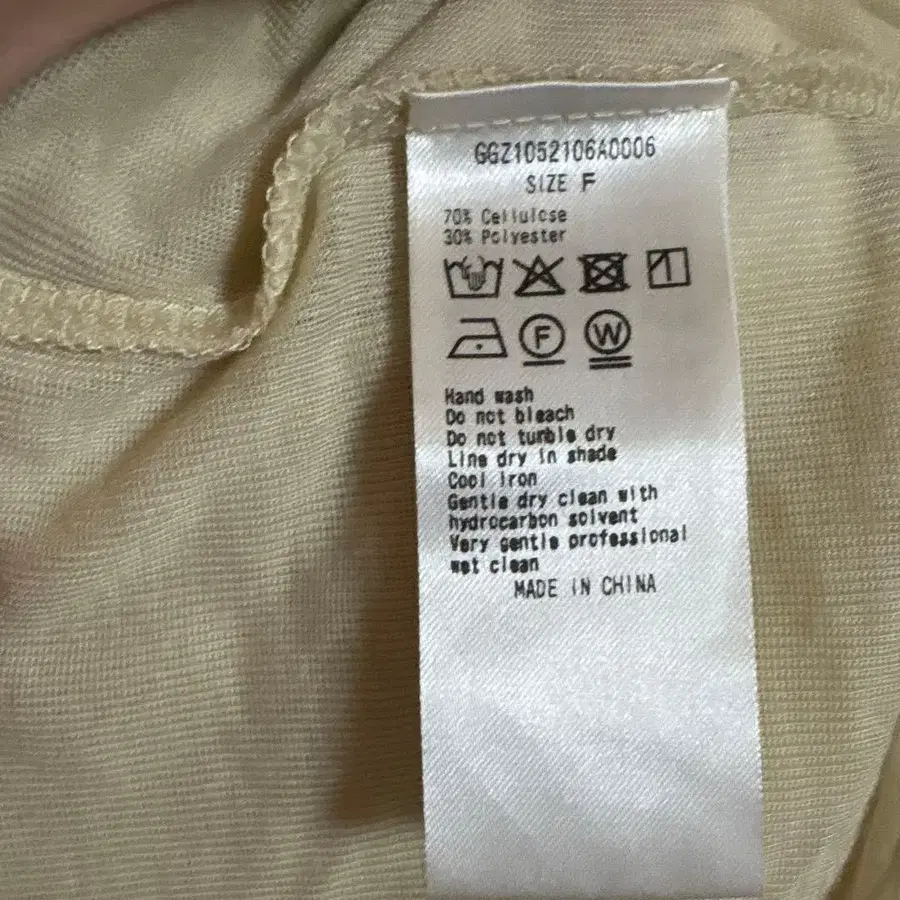 GGZ1052106A0006
SIZE F
70% Cellulose
30% Polyester
F W
Hand wash
Do not bleach
Do not tumble dry
Line dry in shade
Cool iron
Gentle dry clean with
hydrocarbon solvent
Very gentle professional
wet clean
MADE IN CHINA